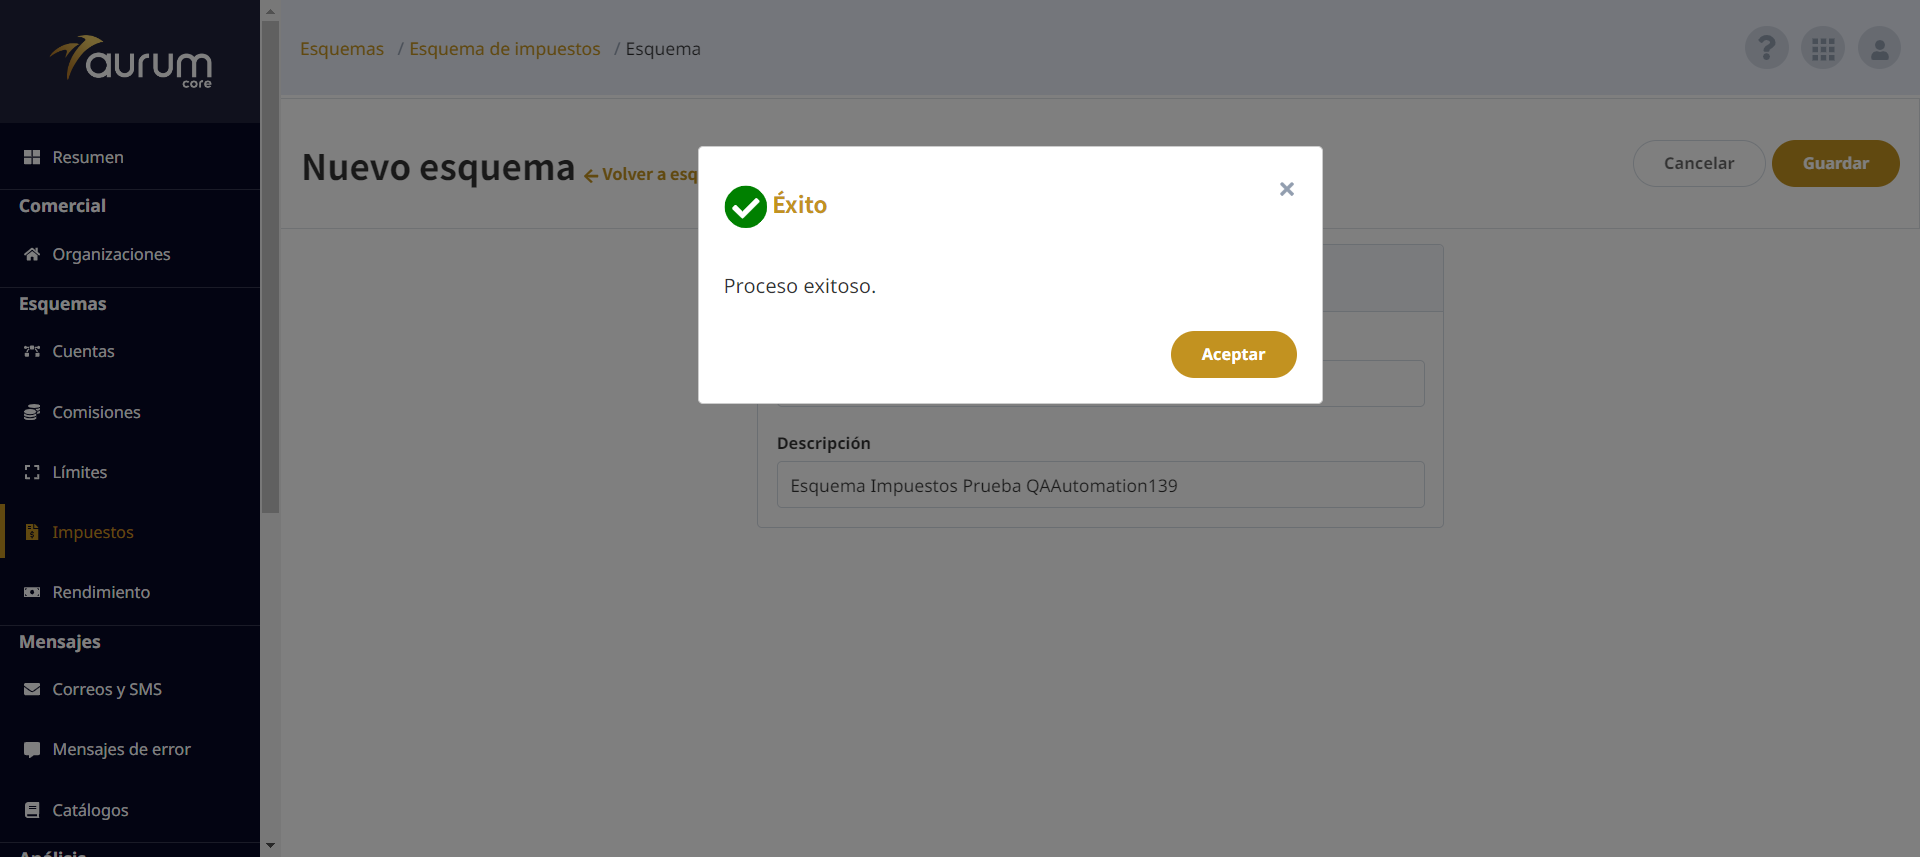 aurum
core
Resumen
Comercial
Organizaciones
Esquemas
Cuentas
Comisiones
Límites
Impuestos
Rendimiento
Mensajes
Correos y SMS
Mensajes de error
Catálogos
Análisis
Esquemas / Esquema de impuestos / Esquema
?
Nuevo esquema
Volver a esq
Cancelar
Guardar
Éxito
Proceso exitoso.
Aceptar
Descripción
Esquema Impuestos Prueba QAAutomation139